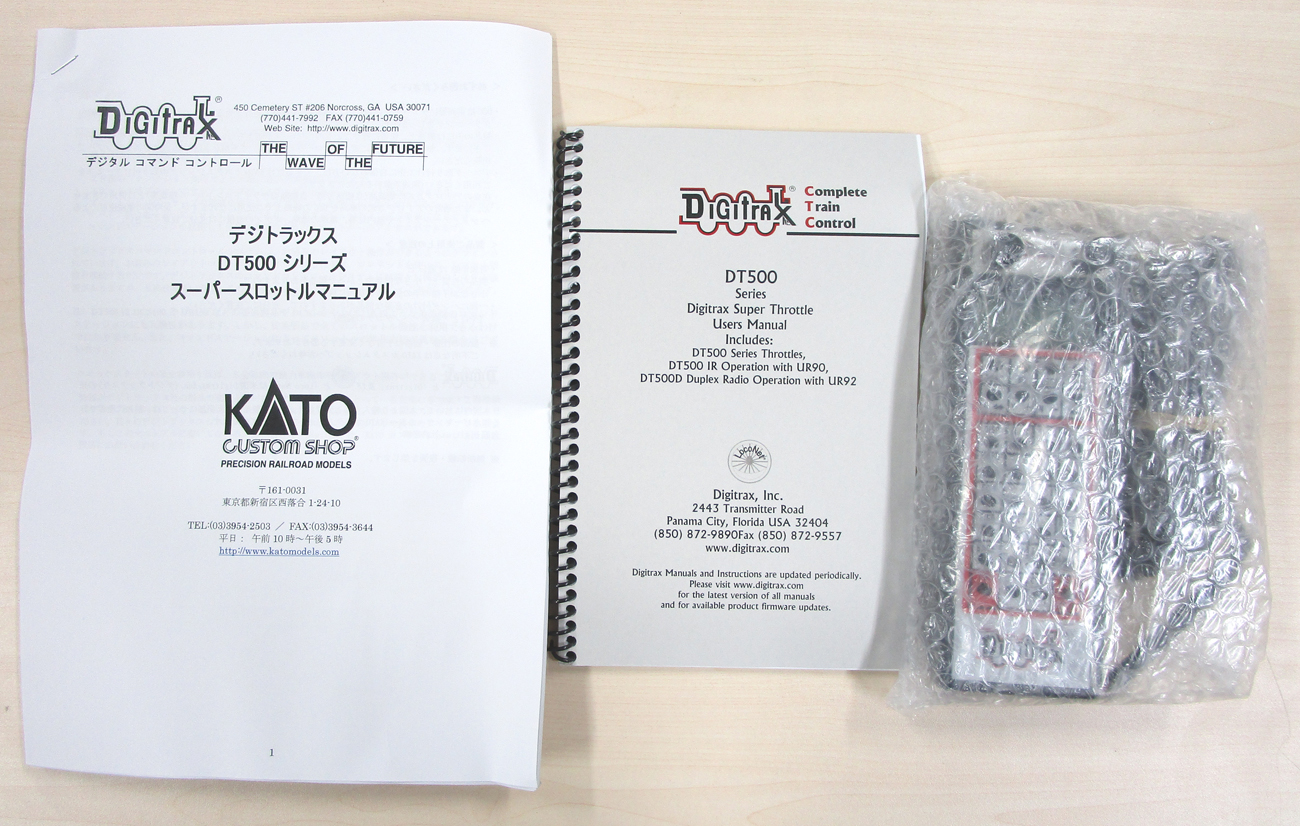 DIGITRAX INC. ®
450 Cemetery ST #206 Norcross, GA USA 30071
(770)441-7992 FAX (770)441-0759
Web Site: http://www.digitrax.com
デジタル コマンド コントロール
THE WAVE OF THE FUTURE
デジトラックス
DT500 シリーズ
スーパースロットルマニュアル
KATO
CUSTOM SHOP®
PRECISION RAILROAD MODELS
〒161-0031
東京都新宿区西落合 1-24-10
TEL:(03)3954-2503 ／ FAX:(03)3954-3644
平日： 午前 10 時～午後 5 時
http://www.katomodels.com
1
DIGITRAX INC. ®
Complete
Train
Control
DT500
Series
Digitrax Super Throttle
Users Manual
Includes:
DT500 Series Throttles,
DT500 IR Operation with UR90,
DT500D Duplex Radio Operation with UR92
LocoNet
Digitrax, Inc.
2443 Transmitter Road
Panama City, Florida USA 32404
(850) 872-9890Fax (850) 872-9557
www.digitrax.com
Digitrax Manuals and Instructions are updated periodically.
Please visit www.digitrax.com
for the latest version of all manuals
and for available product firmware updates.